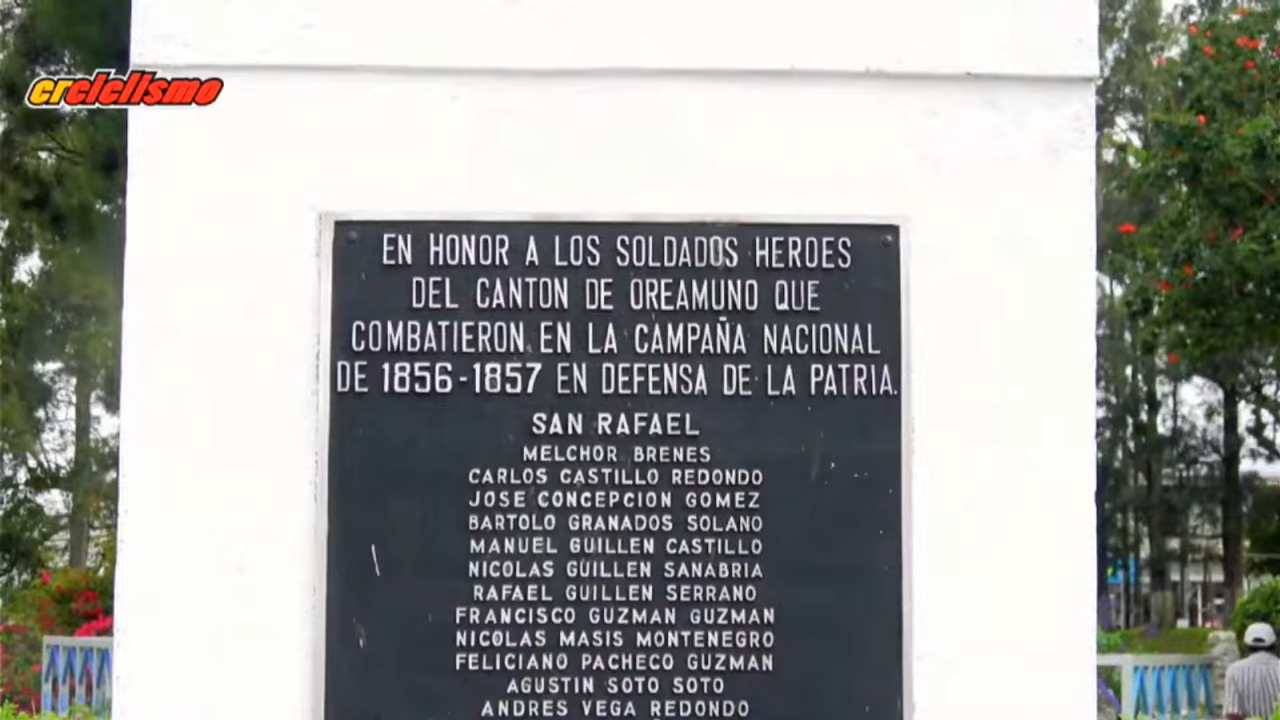 crciclismo
EN HONOR A LOS SOLDADOS HEROES
DEL CANTON DE OREAMUNO QUE
COMBATIERON EN LA CAMPAÑA NACIONAL
DE 1856-1857 EN DEFENSA DE LA PATRIA.
SAN RAFAEL
MELCHOR BRENES
CARLOS CASTILLO REDONDO
JOSE CONCEPCION GOMEZ
BARTOLO GRANADOS SOLANO
MANUEL GUILLEN CASTILLO
NICOLAS GUILLEN SANABRIA
RAFAEL GUILLEN SERRANO
FRANCISCO GUZMAN GUZMAN
NICOLAS MASIS MONTENEGRO
FELICIANO PACHECO GUZMAN
AGUSTIN SOTO SOTO
ANDRES VEGA REDONDO